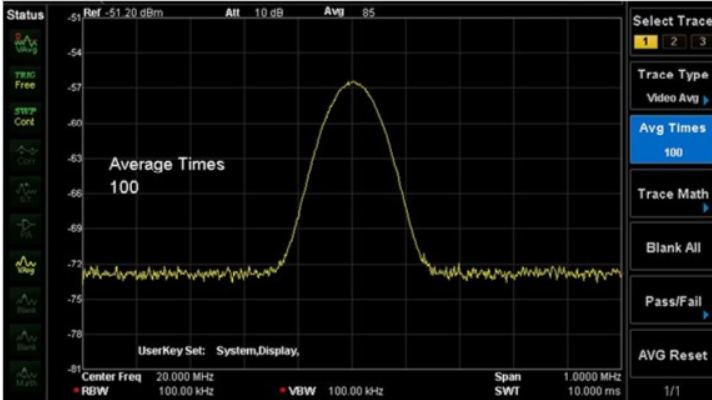 Status
Ref -51.20 dBm Att 10 dB Avg 85
Select Trace
1 2 3
-51
-54
-57
-60
-63
-66
-69
-72
-75
-78
-81
VAvg
TRIG
Free
SWP
Cont
Corr
PA
VAvg
Blank
Blank
Math
Average Times
100
Trace Type
Video Avg
Avg Times
100
Trace Math
Blank All
Pass/Fail
AVG Reset
1/1
UserKey Set: System,Display,
Center Freq 20.000 MHz Span 1.0000 MHz
RBW 100.00 kHz VBW 100.00 kHz SWT 10.000 ms